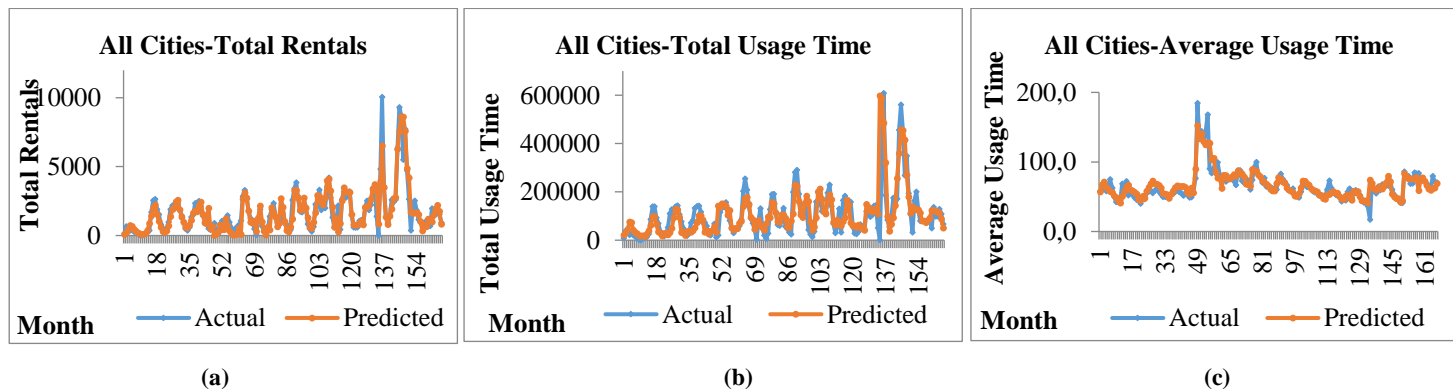 All Cities-Total Rentals
Total Rentals
10000
5000
0
1 18 35 52 69 86 103 120 137 154
Month
Actual Predicted
(a)
All Cities-Total Usage Time
Total Usage Time
600000
400000
200000
0
1 18 35 52 69 86 103 120 137 154
Month
Actual Predicted
(b)
All Cities-Average Usage Time
Average Usage Time
200,0
100,0
0,0
1 17 33 49 65 81 97 113 129 145 161
Month
Actual Predicted
(c)